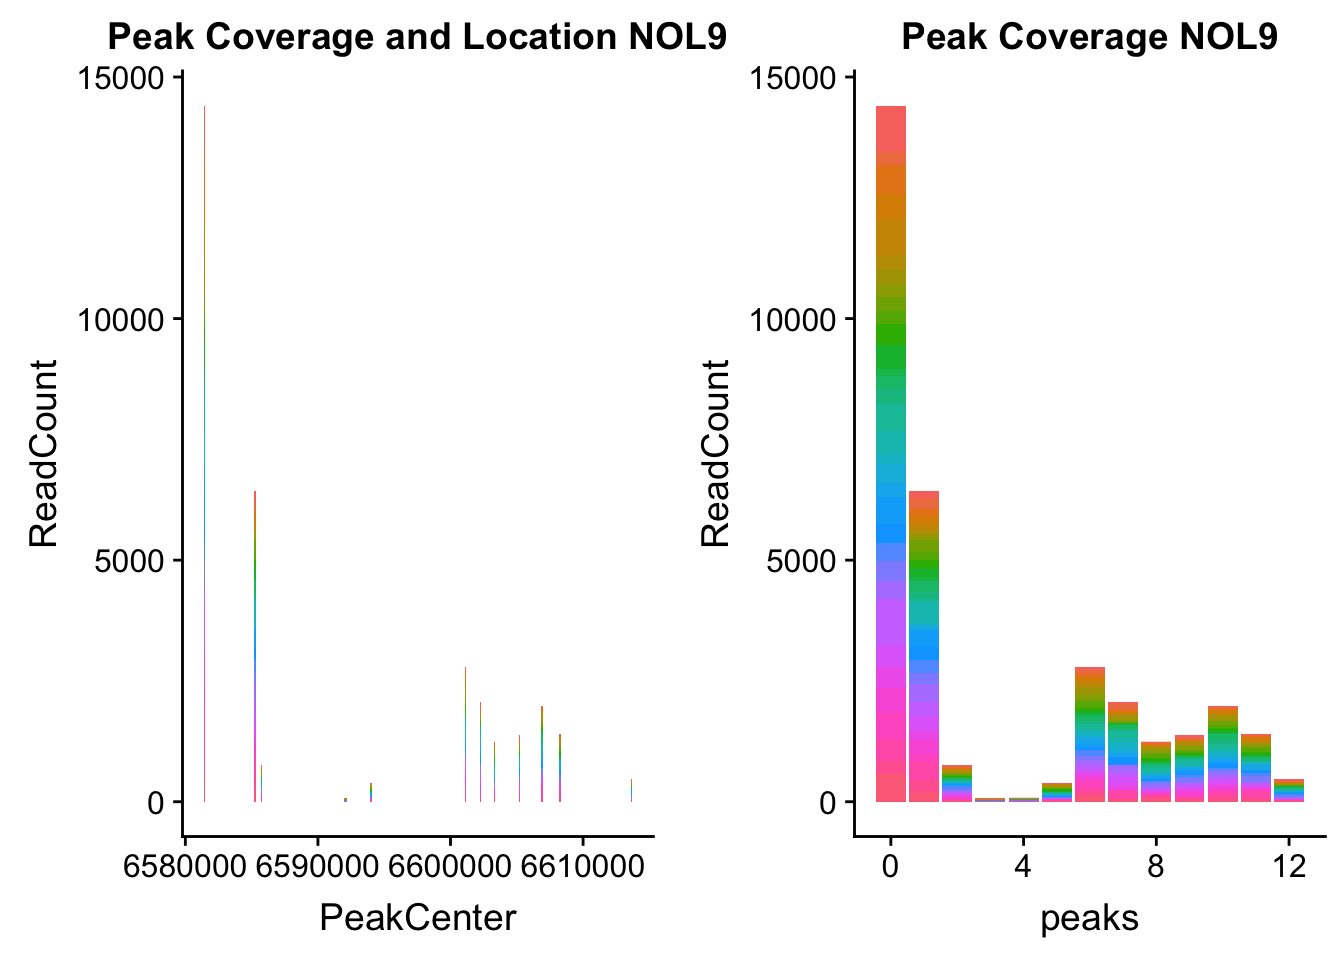 Peak Coverage and Location NOL9
15000
10000
5000
0
ReadCount
6580000 6590000 6600000 6610000
PeakCenter
Peak Coverage NOL9
15000
10000
5000
0
ReadCount
0 4 8 12
peaks